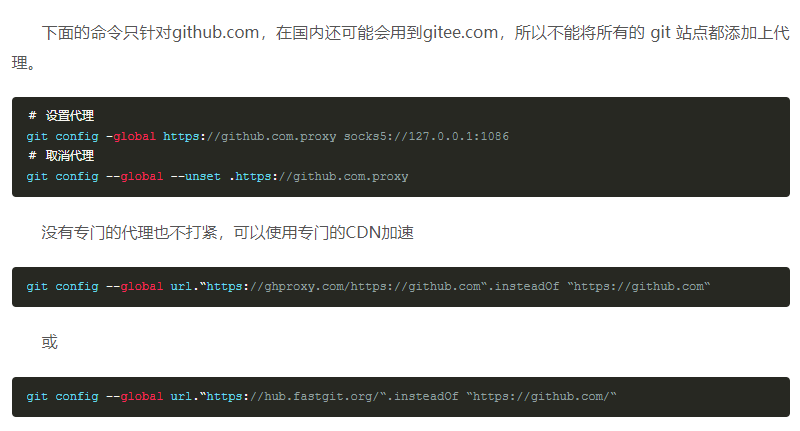 下面的命令只针对github.com，在国内还可能会用到gitee.com，所以不能将所有的 git 站点都添加上代
理。
# 设置代理
git config -global https://github.com.proxy socks5://127.0.0.1:1086
# 取消代理
git config --global --unset .https://github.com.proxy
没有专门的代理也不打紧，可以使用专门的CDN加速
git config --global url.“https://ghproxy.com/https://github.com“.insteadOf “https://github.com“
或
git config --global url.“https://hub.fastgit.org/“.insteadOf “https://github.com/“